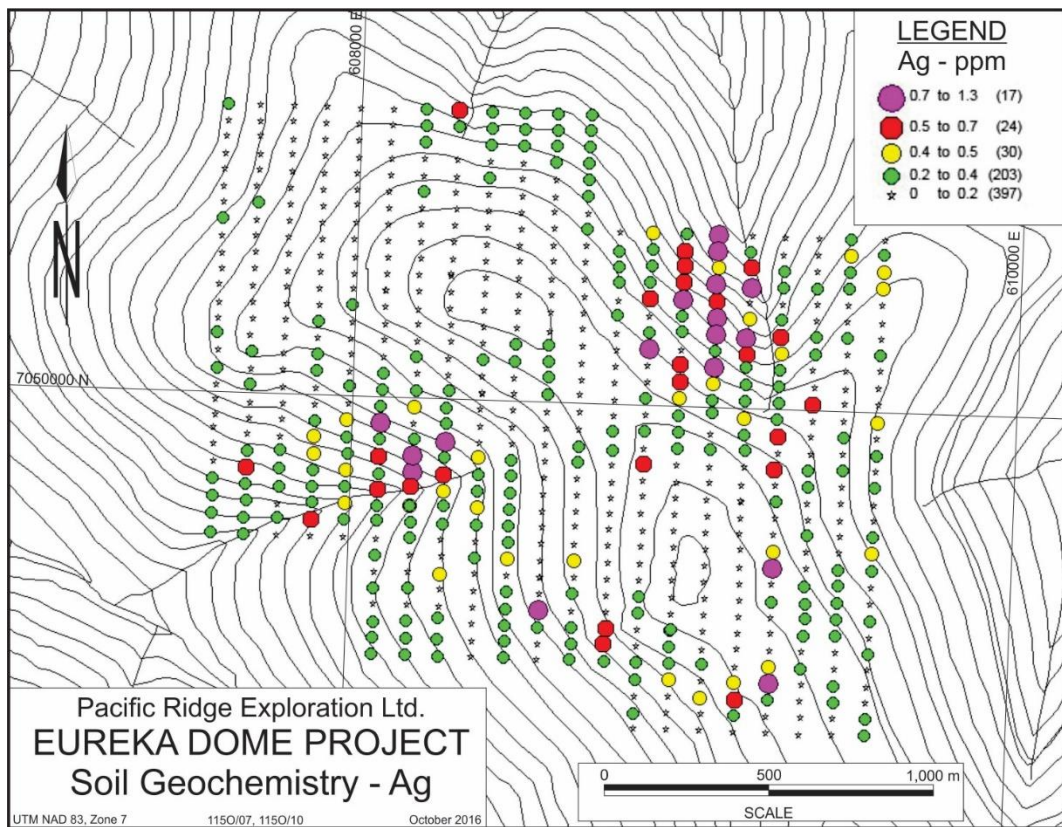 608000 E
LEGEND
Ag - ppm
0.7 to 1.3 (17)
0.5 to 0.7 (24)
0.4 to 0.5 (30)
0.2 to 0.4 (203)
0 to 0.2 (397)
N
610000 E
7050000 N
Pacific Ridge Exploration Ltd.
EUREKA DOME PROJECT
Soil Geochemistry - Ag
UTM NAD 83, Zone 7 115O/07, 115O/10 October 2016
0 500 1,000 m
SCALE